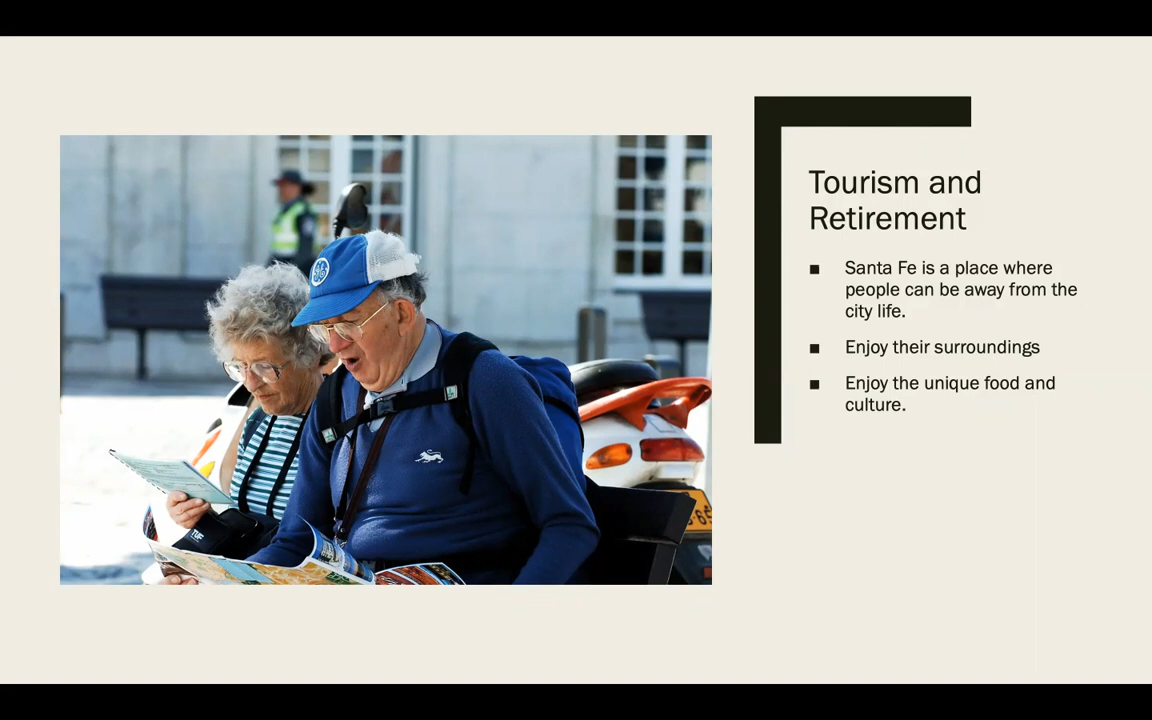 Tourism and
Retirement
■ Santa Fe is a place where
people can be away from the
city life.
■ Enjoy their surroundings
■ Enjoy the unique food and
culture.